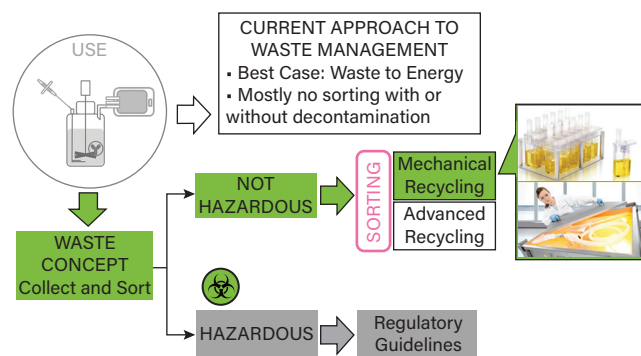 USE
CURRENT APPROACH TO
WASTE MANAGEMENT
▪ Best Case: Waste to Energy
▪ Mostly no sorting with or
without decontamination
NOT
HAZARDOUS
SORTING
Mechanical
Recycling
Advanced
Recycling
WASTE
CONCEPT
Collect and Sort
HAZARDOUS
Regulatory
Guidelines